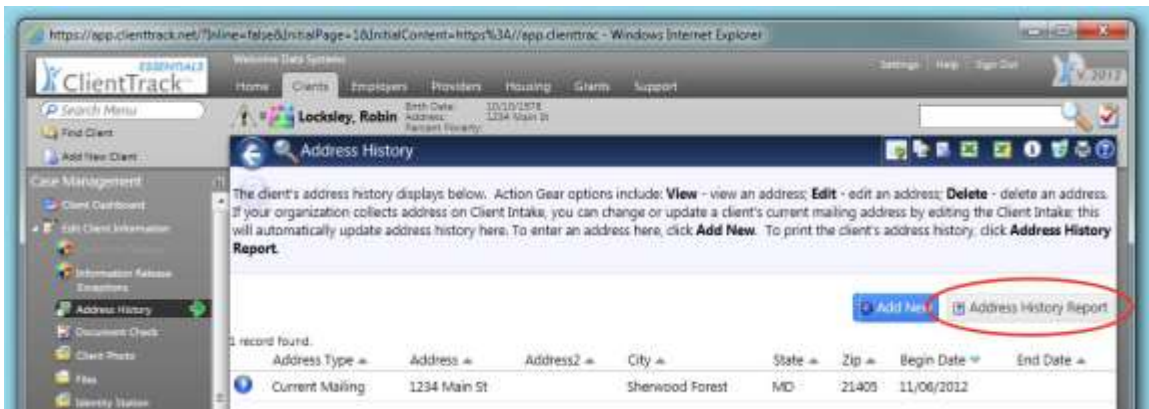 https://app.clienttrack.net/?Inline=false&InitialPage=1&InitialContent=https%3A//app.clienttrac - Windows Internet Explorer
ESSENTIALS
ClientTrack
Welcome Data Systems
Settings | Help | Sign Out
V. 2012
Home Clients Employers Providers Housing Grants Support
Search Menu
Find Client
Add New Client
Locksley, Robin
Birth Date: 10/10/1978
Address: 1234 Main St
Percent Poverty:
Address History
Case Management
Client Dashboard
Edit Client Information
Information Release Exceptions
Address History
Document Check
Client Photo
Files
Identity Station
The client's address history displays below. Action Gear options include: View - view an address; Edit - edit an address; Delete - delete an address.
If your organization collects address on Client Intake, you can change or update a client's current mailing address by editing the Client Intake; this
will automatically update address history here. To enter an address here, click Add New. To print the client's address history, click Address History
Report.
Add New Address History Report
1 record found.
Address Type Address Address2 City State Zip Begin Date End Date
Current Mailing 1234 Main St Sherwood Forest MD 21405 11/06/2012